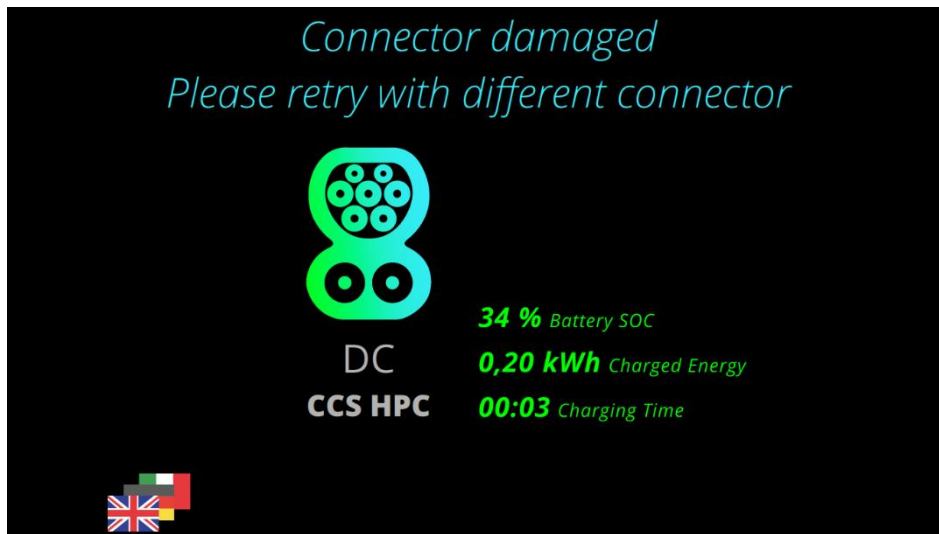 Connector damaged
Please retry with different connector
34 % Battery SOC
DC
0,20 kWh Charged Energy
CCS HPC
00:03 Charging Time